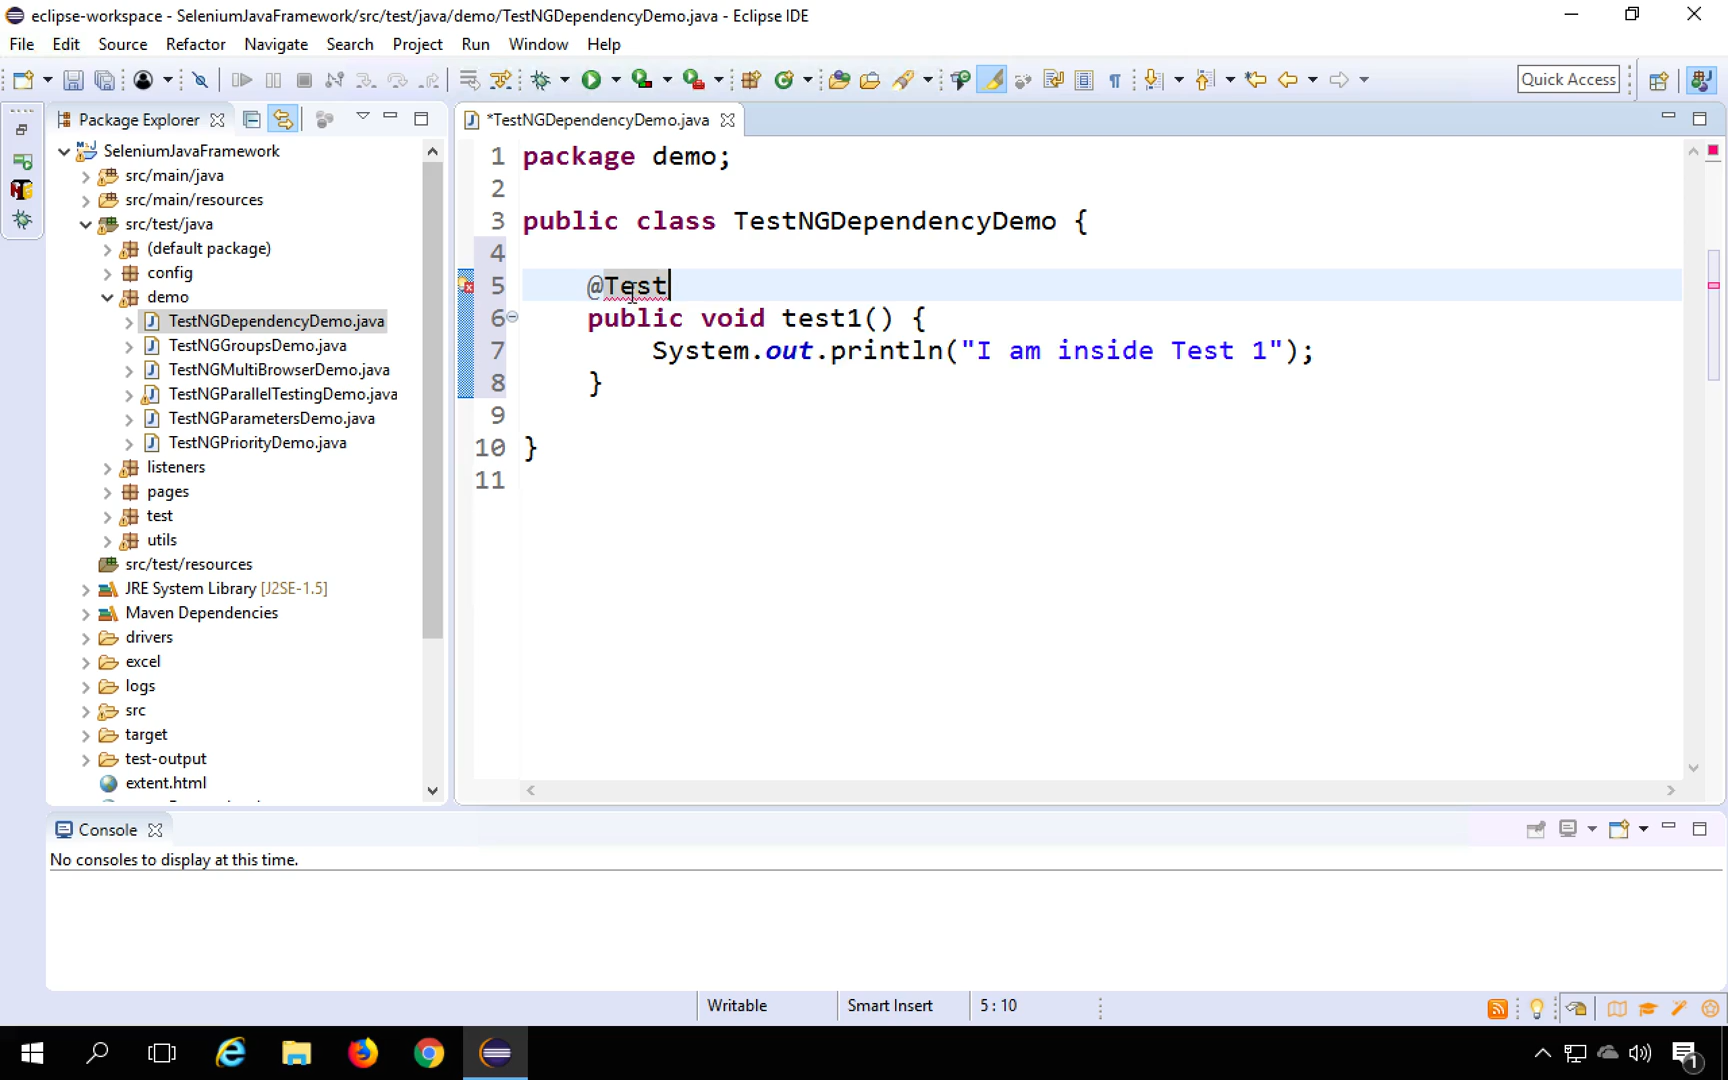 eclipse-workspace - SeleniumJavaFramework/src/test/java/demo/TestNGDependencyDemo.java - Eclipse IDE
File Edit Source Refactor Navigate Search Project Run Window Help
Quick Access
Package Explorer
*TestNGDependencyDemo.java
SeleniumJavaFramework
src/main/java
src/main/resources
src/test/java
(default package)
config
demo
TestNGDependencyDemo.java
TestNGGroupsDemo.java
TestNGMultiBrowserDemo.java
TestNGParallelTestingDemo.java
TestNGParametersDemo.java
TestNGPriorityDemo.java
listeners
pages
test
utils
src/test/resources
JRE System Library [J2SE-1.5]
Maven Dependencies
drivers
excel
logs
src
target
test-output
extent.html
1 package demo;
2
3 public class TestNGDependencyDemo {
4
5 @Test
6 public void test1() {
7 System.out.println("I am inside Test 1");
8 }
9
10 }
11
Console
No consoles to display at this time.
Writable Smart Insert 5 : 10
1